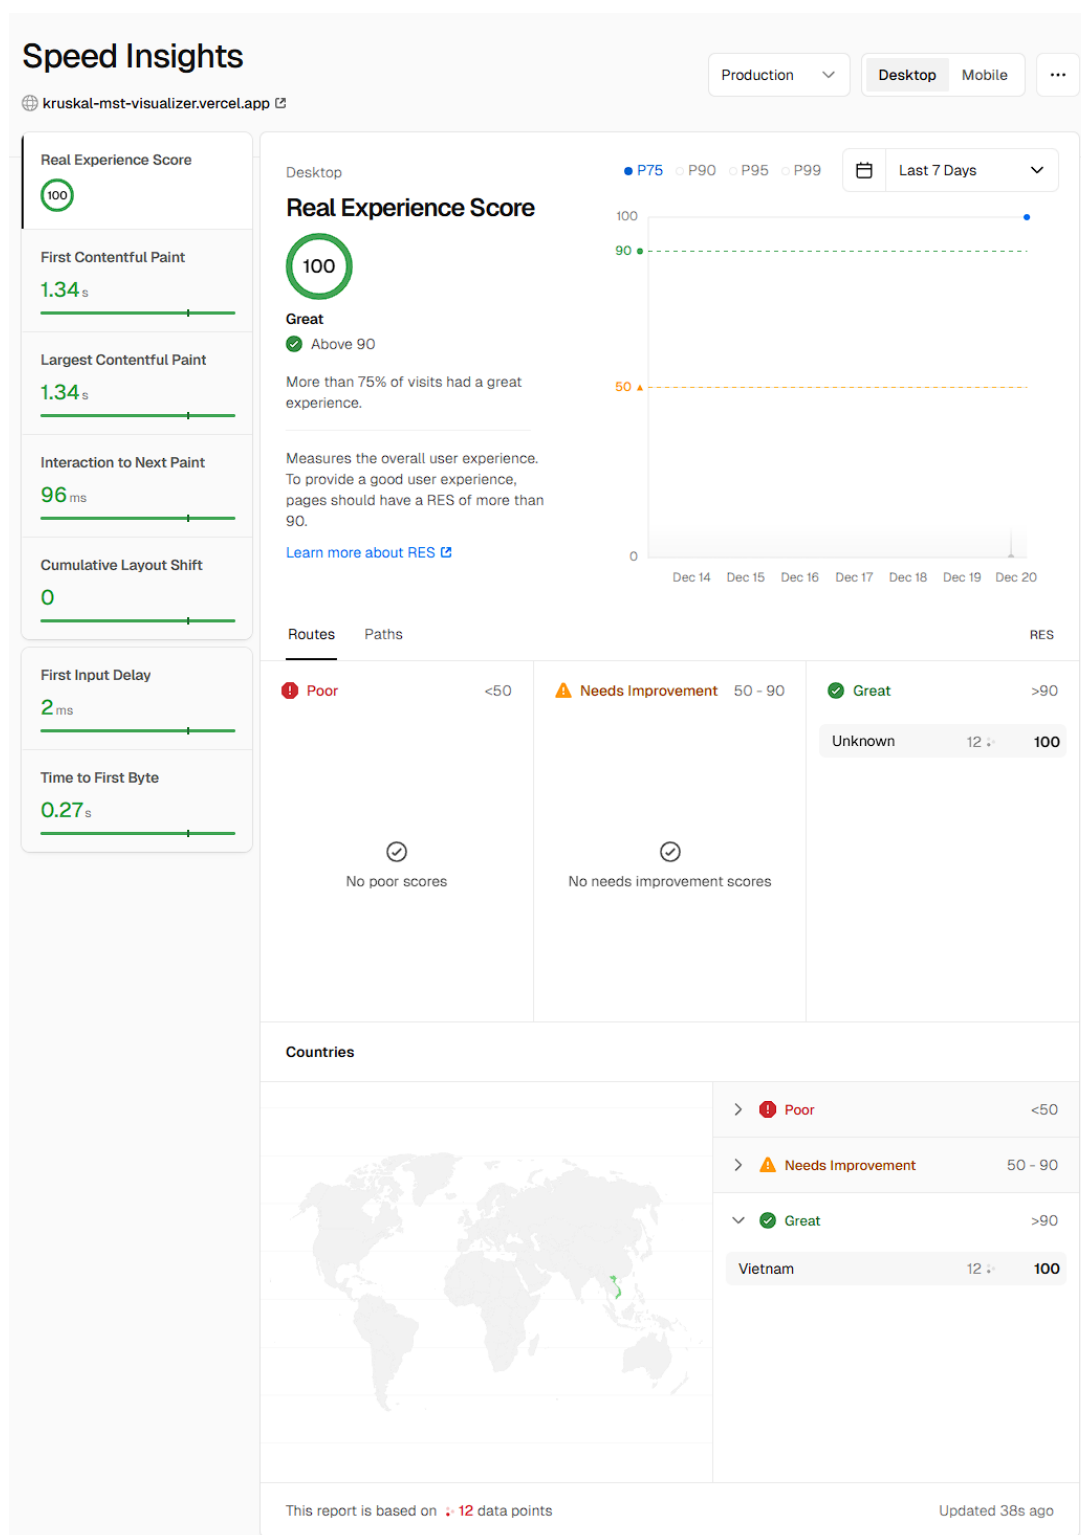 Speed Insights
kruskal-mst-visualizer.vercel.app
Production
Desktop
Mobile
Real Experience Score
100
First Contentful Paint
1.34 s
Largest Contentful Paint
1.34 s
Interaction to Next Paint
96 ms
Cumulative Layout Shift
0
First Input Delay
2 ms
Time to First Byte
0.27 s
Desktop
Real Experience Score
100
Great
Above 90
More than 75% of visits had a great
experience.
Measures the overall user experience.
To provide a good user experience,
pages should have a RES of more than
90.
Learn more about RES
P75 P90 P95 P99
Last 7 Days
100
90
50
0
Dec 14 Dec 15 Dec 16 Dec 17 Dec 18 Dec 19 Dec 20
Routes Paths RES
Poor <50
No poor scores
Needs Improvement 50 - 90
No needs improvement scores
Great >90
Unknown 12 100
Countries
Poor <50
Needs Improvement 50 - 90
Great >90
Vietnam 12 100
This report is based on 12 data points
Updated 38s ago